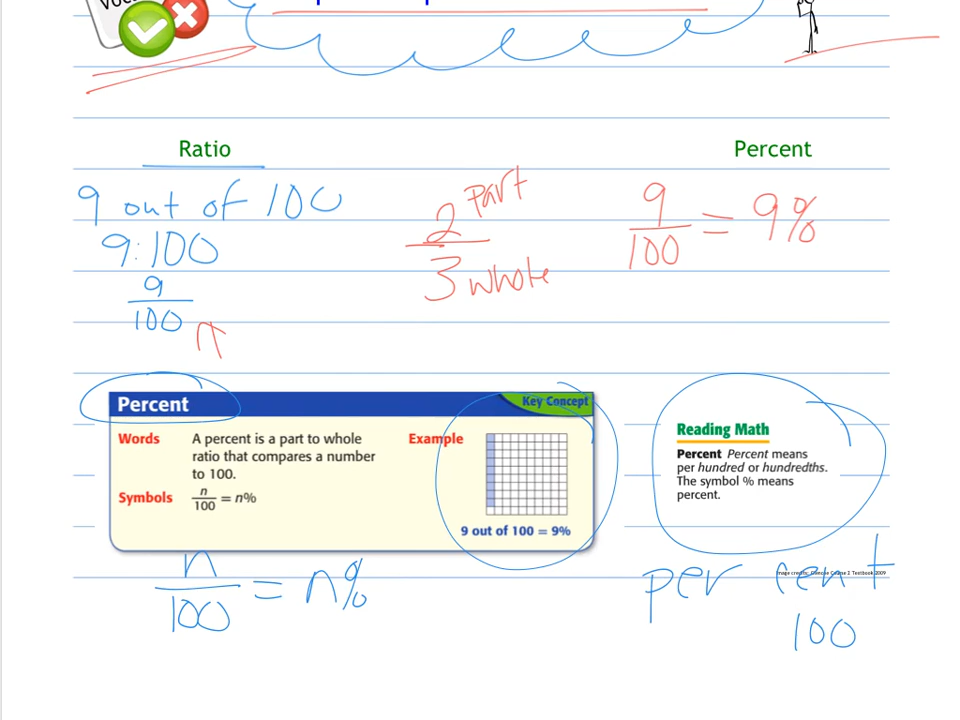 Ratio
Percent
9 out of 100
9:100
9
100
2 part
3 whole
9
100 = 9%
Percent
Key Concept
Words A percent is a part to whole
ratio that compares a number
to 100.
Symbols n/100 = n%
Example
9 out of 100 = 9%
Reading Math
Percent Percent means
per hundred or hundredths.
The symbol % means
percent.
n
100 = n%
per cent
100